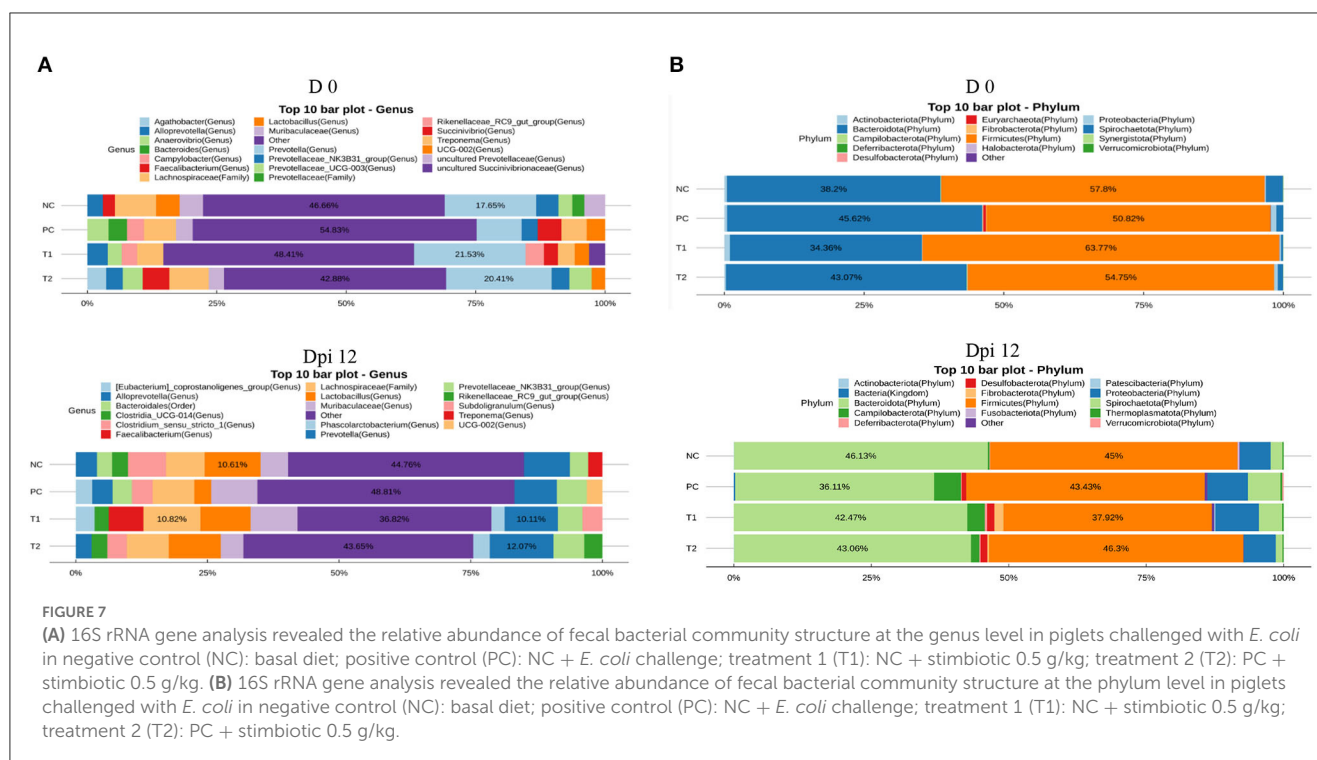 A
D 0
Top 10 bar plot - Genus
Genus
Agathobacter(Genus)
Alloprevotella(Genus)
Anaerovibrio(Genus)
Bacteroides(Genus)
Campylobacter(Genus)
Faecalibacterium(Genus)
Lachnospiraceae(Family)
Lactobacillus(Genus)
Muribaculaceae(Genus)
Other
Prevotella(Genus)
Prevotellaceae_NK3B31_group(Genus)
Prevotellaceae_UCG-003(Genus)
Prevotellaceae(Family)
Rikenellaceae_RC9_gut_group(Genus)
Succinivibrio(Genus)
Treponema(Genus)
UCG-002(Genus)
uncultured Prevotellaceae(Genus)
uncultured Succinivibrionaceae(Genus)
NC 46.66% 17.65%
PC 54.83%
T1 48.41% 21.53%
T2 42.88% 20.41%
0% 25% 50% 75% 100%
B
D 0
Top 10 bar plot - Phylum
Phylum
Actinobacteriota(Phylum)
Bacteroidota(Phylum)
Campilobacterota(Phylum)
Deferribacterota(Phylum)
Desulfobacterota(Phylum)
Euryarchaeota(Phylum)
Fibrobacterota(Phylum)
Firmicutes(Phylum)
Halobacterota(Phylum)
Other
Proteobacteria(Phylum)
Spirochaetota(Phylum)
Synergistota(Phylum)
Verrucomicrobiota(Phylum)
NC 38.2% 57.8%
PC 45.62% 50.82%
T1 34.36% 63.77%
T2 43.07% 54.75%
0% 25% 50% 75% 100%
Dpi 12
Top 10 bar plot - Genus
Genus
[Eubacterium]_coprostanoligenes_group(Genus)
Alloprevotella(Genus)
Bacteroidales(Order)
Clostridia_UCG-014(Genus)
Clostridium_sensu_stricto_1(Genus)
Faecalibacterium(Genus)
Lachnospiraceae(Family)
Lactobacillus(Genus)
Muribaculaceae(Genus)
Other
Phascolarctobacterium(Genus)
Prevotella(Genus)
Prevotellaceae_NK3B31_group(Genus)
Rikenellaceae_RC9_gut_group(Genus)
Subdoligranulum(Genus)
Treponema(Genus)
UCG-002(Genus)
NC 10.61% 44.76%
PC 48.81%
T1 10.82% 36.82% 10.11%
T2 43.65% 12.07%
0% 25% 50% 75% 100%
Dpi 12
Top 10 bar plot - Phylum
Phylum
Actinobacteriota(Phylum)
Bacteria(Kingdom)
Bacteroidota(Phylum)
Campilobacterota(Phylum)
Deferribacterota(Phylum)
Desulfobacterota(Phylum)
Fibrobacterota(Phylum)
Firmicutes(Phylum)
Fusobacteriota(Phylum)
Other
Patescibacteria(Phylum)
Proteobacteria(Phylum)
Spirochaetota(Phylum)
Thermoplasmatota(Phylum)
Verrucomicrobiota(Phylum)
NC 46.13% 45%
PC 36.11% 43.43%
T1 42.47% 37.92%
T2 43.06% 46.3%
0% 25% 50% 75% 100%
FIGURE 7
(A) 16S rRNA gene analysis revealed the relative abundance of fecal bacterial community structure at the genus level in piglets challenged with E. coli
in negative control (NC): basal diet; positive control (PC): NC + E. coli challenge; treatment 1 (T1): NC + stimbiotic 0.5 g/kg; treatment 2 (T2): PC +
stimbiotic 0.5 g/kg. (B) 16S rRNA gene analysis revealed the relative abundance of fecal bacterial community structure at the phylum level in piglets
challenged with E. coli in negative control (NC): basal diet; positive control (PC): NC + E. coli challenge; treatment 1 (T1): NC + stimbiotic 0.5 g/kg;
treatment 2 (T2): PC + stimbiotic 0.5 g/kg.